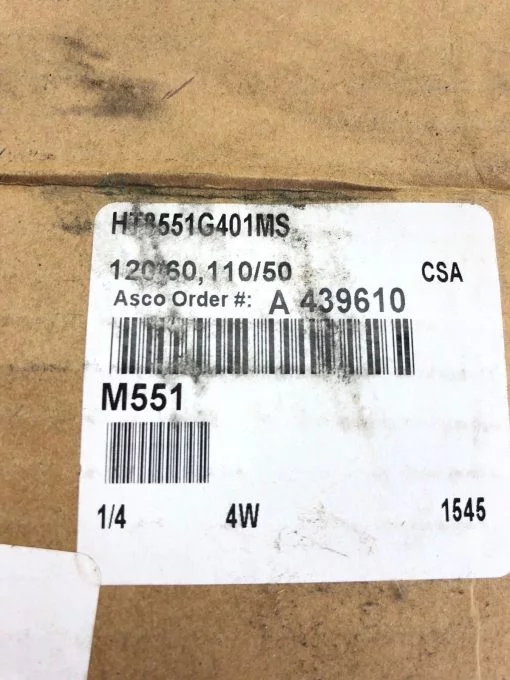 HT8551G401MS
120/60,110/50 CSA
Asco Order #: A 439610
M551
1/4 4W 1545